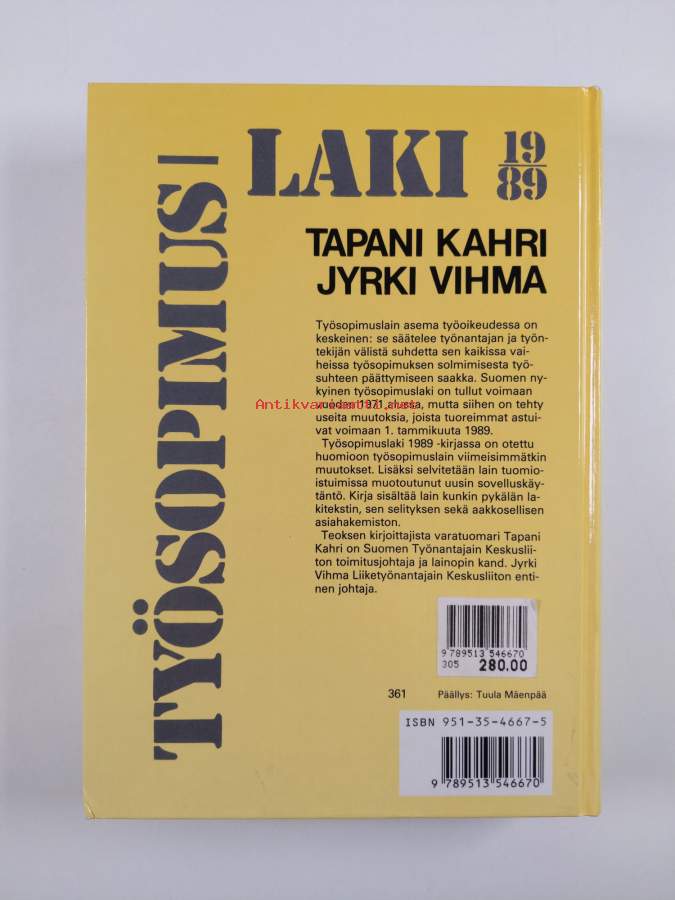 TYÖSOPIMUS-
LAKI 19
89
TAPANI KAHRI
JYRKI VIHMA
Työsopimuslain asema työoikeudessa on
keskeinen: se säätelee työnantajan ja työn-
tekijän välistä suhdetta sen kaikissa vai-
heissa työsopimuksen solmimisesta työ-
suhteen päättymiseen saakka. Suomen ny-
kyinen työsopimuslaki on tullut voimaan
vuoden 1971 alussa, mutta siihen on tehty
useita muutoksia, joista tuoreimmat astui-
vat voimaan 1. tammikuuta 1989.
Työsopimuslaki 1989 -kirjassa on otettu
huomioon työsopimuslain viimeisimmätkin
muutokset. Lisäksi selvitetään lain tuomio-
istuimissa muotoutunut uusin sovelluskäy-
täntö. Kirja sisältää lain kunkin pykälän la-
kitekstin, sen selityksen sekä aakkosellisen
asiahakemiston.
Teoksen kirjoittajista varatuomari Tapani
Kahri on Suomen Työnantajain Keskuslii-
ton toimitusjohtaja ja lainopin kand. Jyrki
Vihma Liiketyönantajain Keskusliiton enti-
nen johtaja.
Antikvariaatti.net
9 789513 546670
305 280.00
361 Päällys: Tuula Mäenpää
ISBN 951-35-4667-5
9 789513 546670